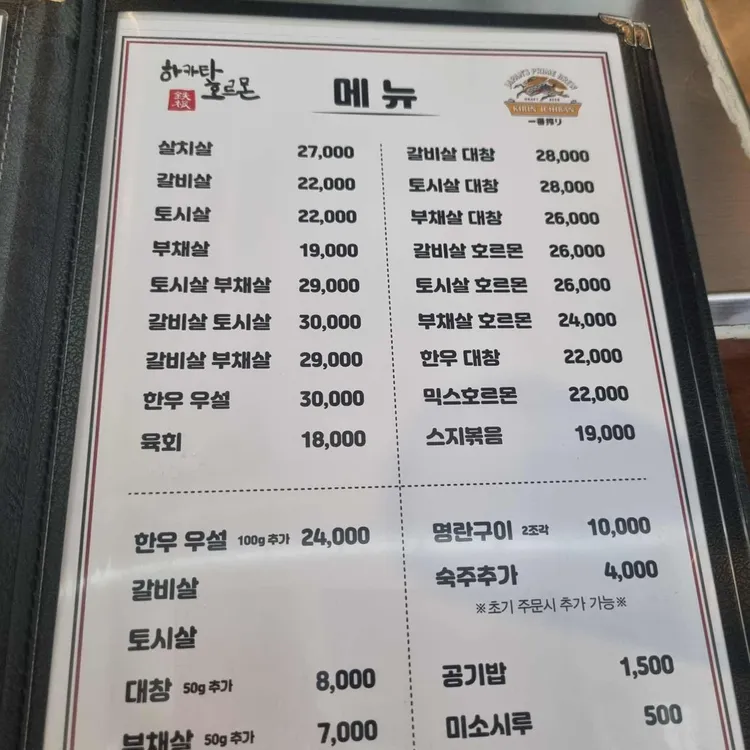 하카타
호르몬
鉄板
메뉴
JAPAN'S PRIME BREW
KIRIN ICHIBAN
一番搾り
살치살 27,000
갈비살 22,000
토시살 22,000
부채살 19,000
토시살 부채살 29,000
갈비살 토시살 30,000
갈비살 부채살 29,000
한우 우설 30,000
육회 18,000
갈비살 대창 28,000
토시살 대창 28,000
부채살 대창 26,000
갈비살 호르몬 26,000
토시살 호르몬 26,000
부채살 호르몬 24,000
한우 대창 22,000
믹스호르몬 22,000
스지볶음 19,000
한우 우설 100g 추가 24,000
갈비살
토시살
대창 50g 추가 8,000
부채살 50g 추가 7,000
명란구이 2조각 10,000
숙주추가 4,000
※초기 주문시 추가 가능※
공기밥 1,500
미소시루 500